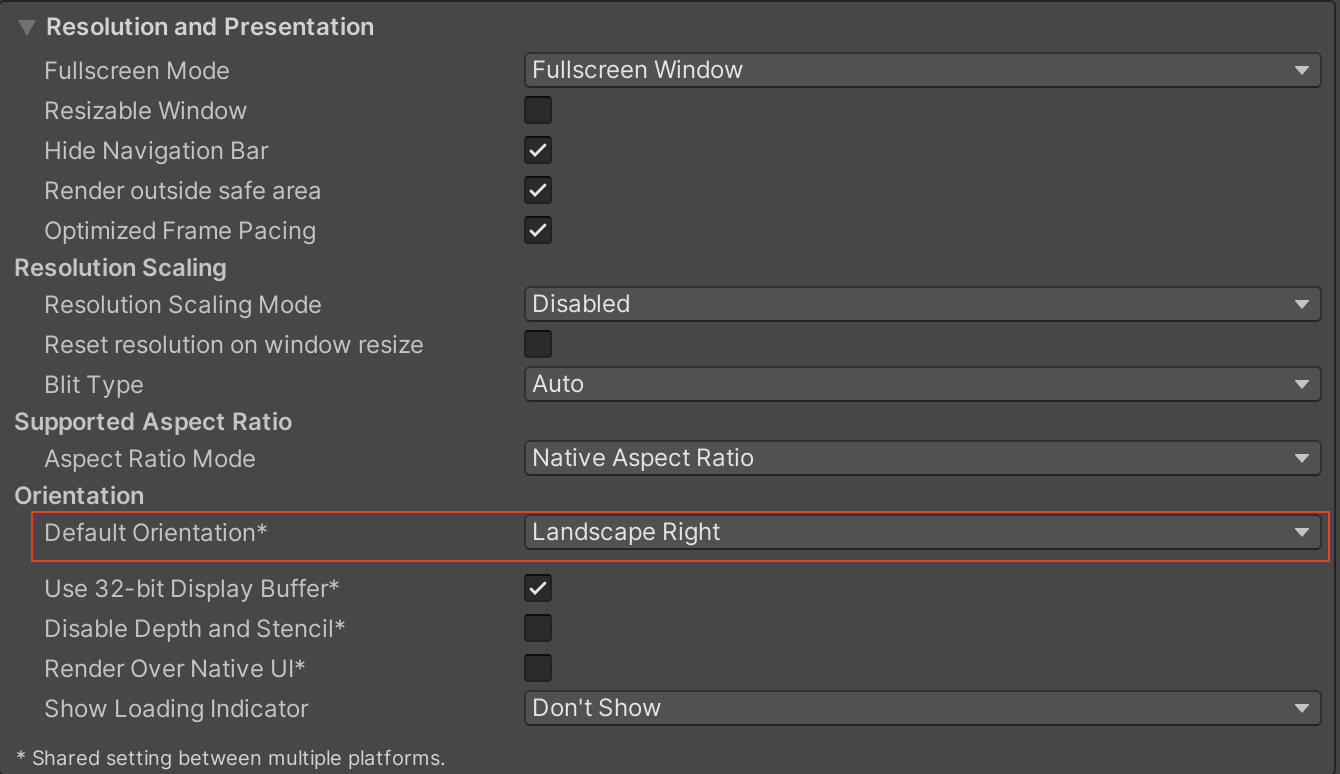 Resolution and Presentation
Fullscreen Mode Fullscreen Window
Resizable Window
Hide Navigation Bar
Render outside safe area
Optimized Frame Pacing
Resolution Scaling
Resolution Scaling Mode Disabled
Reset resolution on window resize
Blit Type Auto
Supported Aspect Ratio
Aspect Ratio Mode Native Aspect Ratio
Orientation
Default Orientation* Landscape Right
Use 32-bit Display Buffer*
Disable Depth and Stencil*
Render Over Native UI*
Show Loading Indicator Don't Show
* Shared setting between multiple platforms.